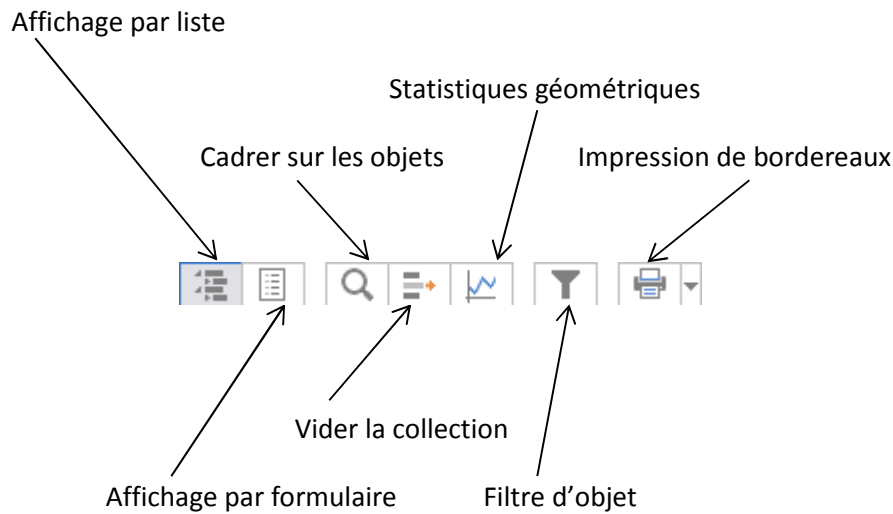 Affichage par liste
Statistiques géométriques
Cadrer sur les objets
Impression de bordereaux
Vider la collection
Affichage par formulaire
Filtre d’objet